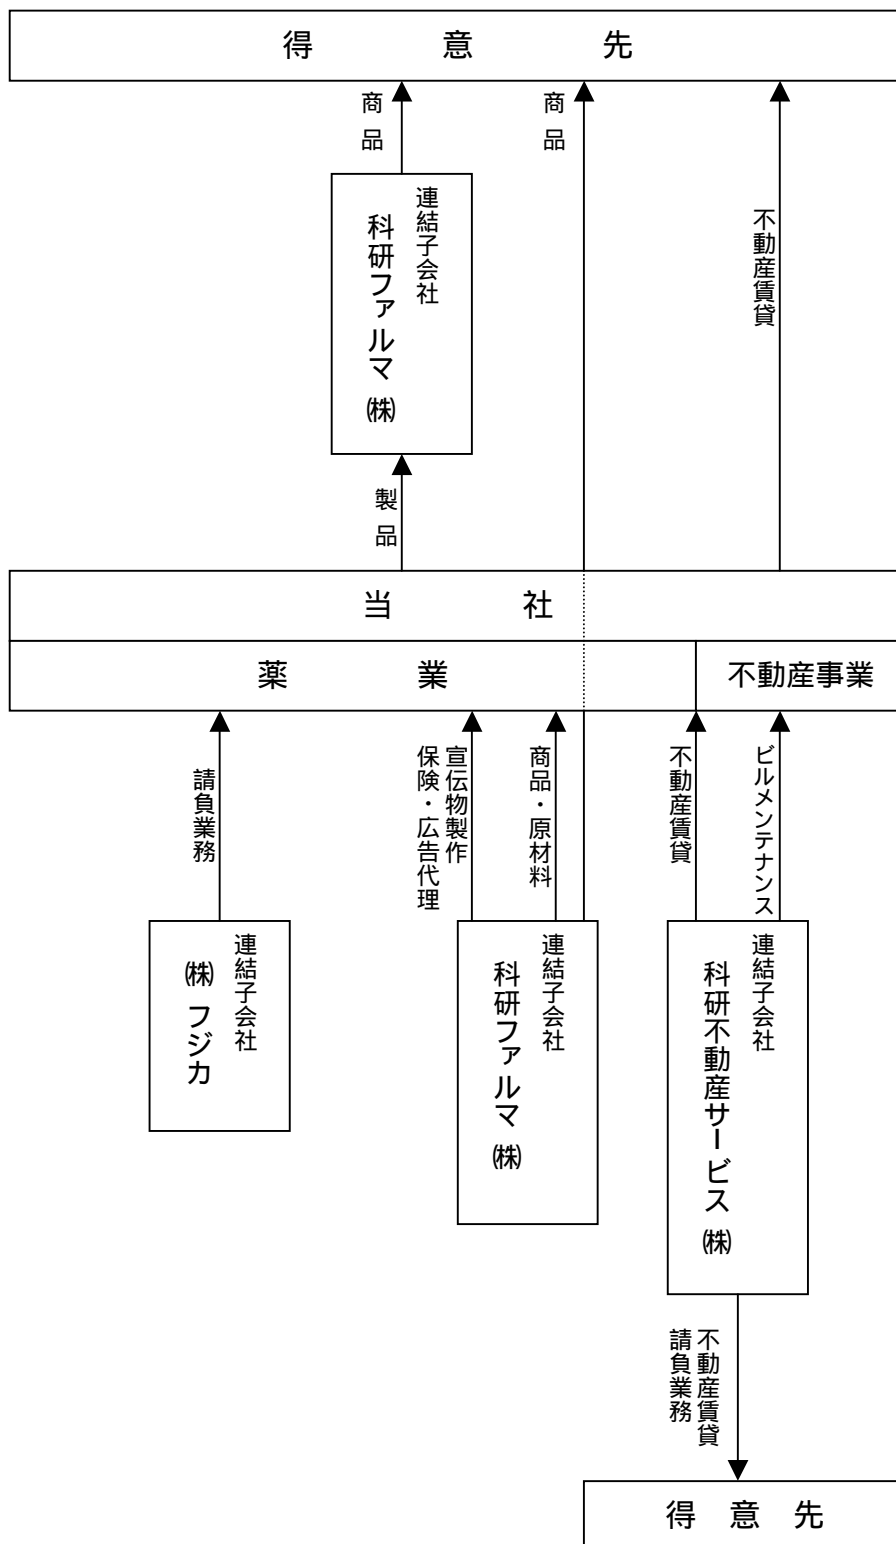 得意先
商品
商品
不動産賃貸
連結子会社
科研ファルマ㈱
製品
当社
薬業
不動産事業
請負業務
宣伝物製作
保険・広告代理
商品・原材料
不動産賃貸
ビルメンテナンス
連結子会社
㈱フジカ
連結子会社
科研ファルマ㈱
連結子会社
科研不動産サービス㈱
不動産賃貸
請負業務
得意先